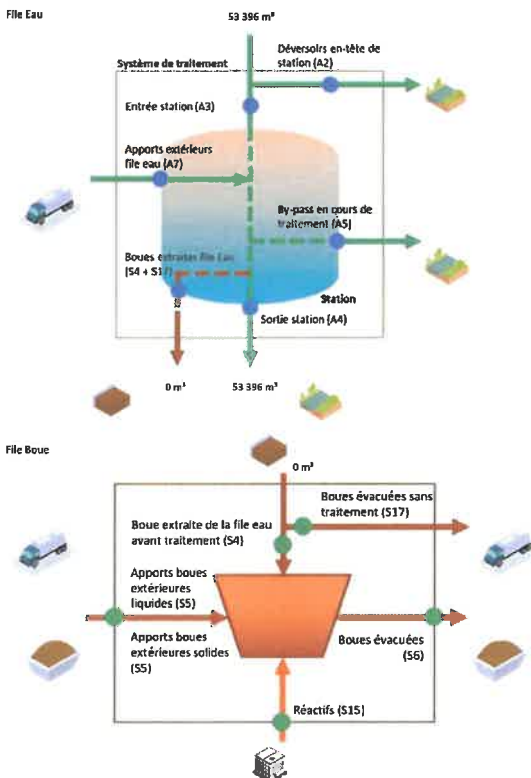 File Eau
53 396 m³
Système de traitement
Déversoirs en-tête de
station (A2)
Entrée station (A3)
Apports extérieurs
file eau (A7)
By-pass en cours de
traitement (A5)
Boues extraites File Eau
(S4 + S17)
Station
Sortie station (A4)
0 m³
53 396 m³
File Boue
0 m³
Boues évacuées sans
traitement (S17)
Boue extraite de la file eau
avant traitement (S4)
Apports boues
extérieures
liquides (S5)
Apports boues
extérieures solides
(S5)
Boues évacuées
(S6)
Réactifs (S15)